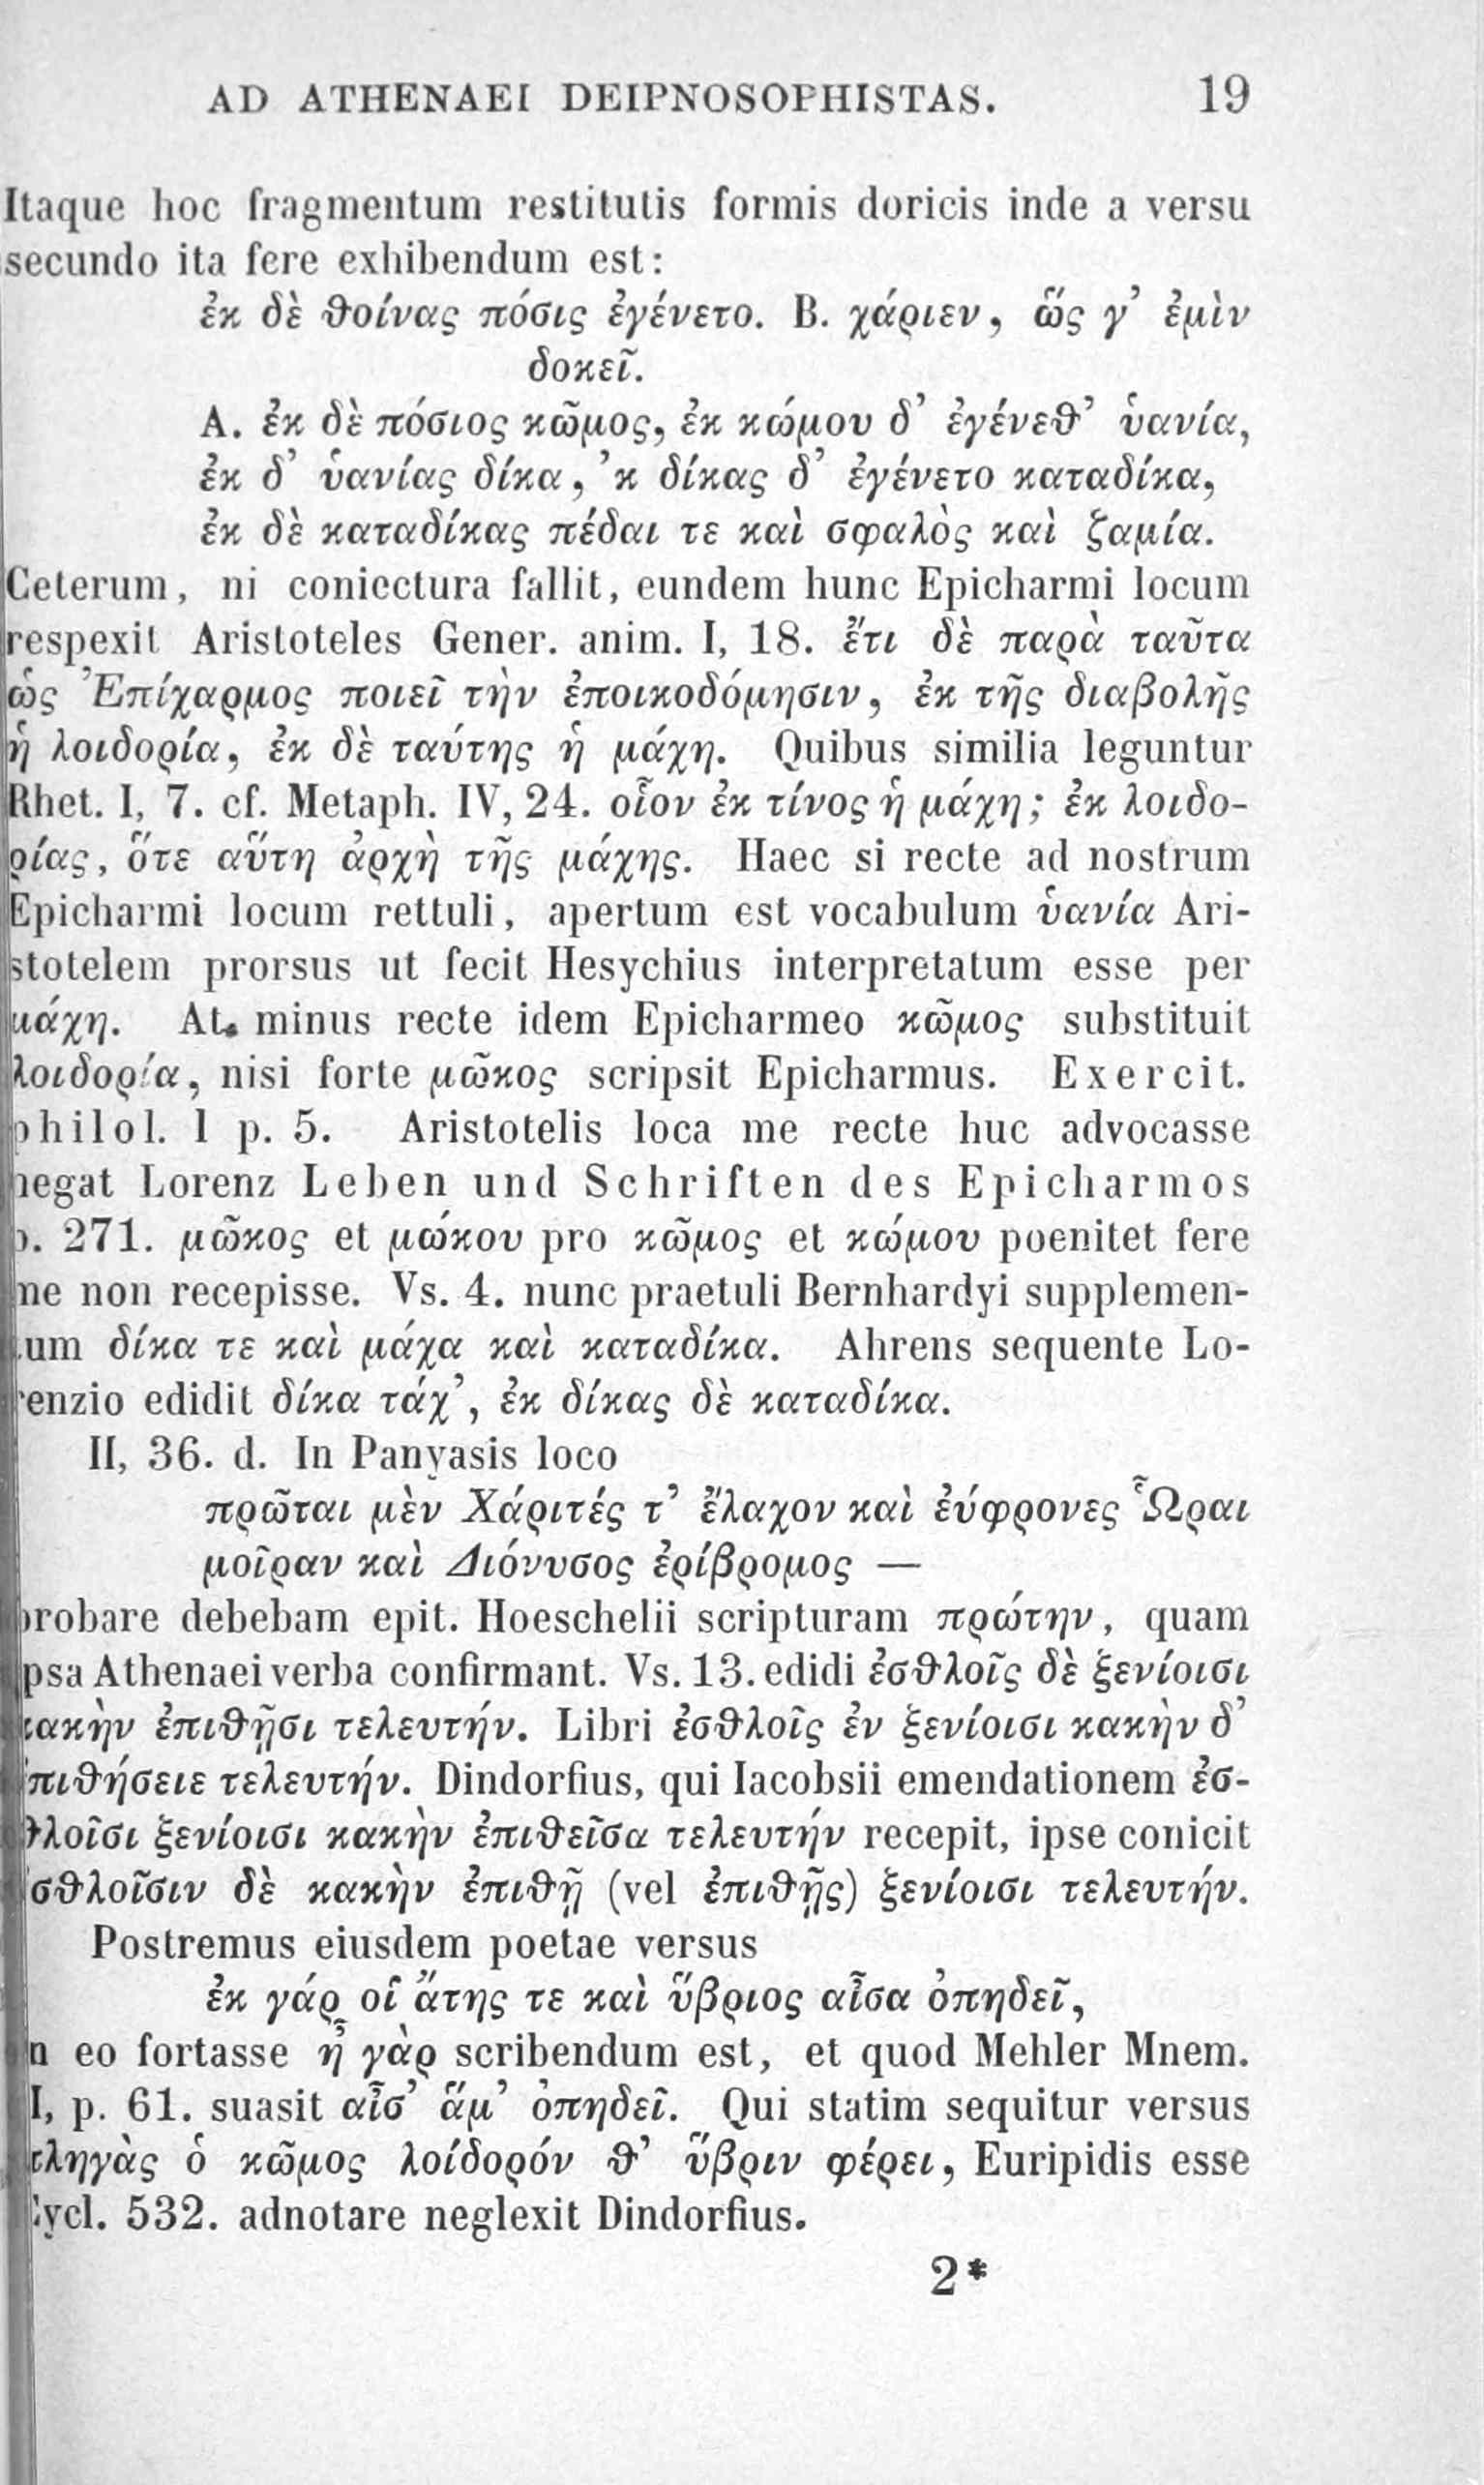 AD ATHENAEI DEIPNOSOPHISTAS. 19
Itaque hoc fragmentum restitutis formis doricis inde a versu
secundo ita fere exhibendum est:
ἐκ δὲ θοίνας πόσις ἐγένετο. B. χάριεν, ὥς γ’ ἐμὶν
δοκεῖ.
A. ἐκ δὲ πόσιος κῶμος, ἐκ κώμου δ’ ἐγένεθ’ ὑανία,
ἐκ δ’ ὑανίας δίκα, ’κ δίκας δ’ ἐγένετο καταδίκα,
ἐκ δὲ καταδίκας πέδαι τε καὶ σφαλὸς καὶ ζαμία.
Ceterum, ni coniectura fallit, eundem hunc Epicharmi locum
respexit Aristoteles Gener. anim. I, 18. ἔτι δὲ παρὰ ταῦτα
ὡς Ἐπίχαρμος ποιεῖ τὴν ἐποικοδόμησιν, ἐκ τῆς διαβολῆς
ἡ λοιδορία, ἐκ δὲ ταύτης ἡ μάχη. Quibus similia leguntur
Rhet. I, 7. cf. Metaph. IV, 24. οἷον ἐκ τίνος ἡ μάχη; ἐκ λοιδο-
ρίας, ὅτε αὕτη ἀρχὴ τῆς μάχης. Haec si recte ad nostrum
Epicharmi locum rettuli, apertum est vocabulum ὑανία Ari-
stotelem prorsus ut fecit Hesychius interpretatum esse per
μάχη. At minus recte idem Epicharmeo κῶμος substituit
λοιδορία, nisi forte μῶκος scripsit Epicharmus. Exercit.
philol. I p. 5. Aristotelis loca me recte huc advocasse
negat Lorenz Leben und Schriften des Epicharmos
p. 271. μῶκος et μώκου pro κῶμος et κώμου poenitet fere
me non recepisse. Vs. 4. nunc praetuli Bernhardyi supplemen-
tum δίκα τε καὶ μάχα καὶ καταδίκα. Ahrens sequente Lo-
renzio edidit δίκα τάχ’, ἐκ δίκας δὲ καταδίκα.
II, 36. d. In Panyasis loco
πρῶται μὲν Χάριτές τ’ ἔλαχον καὶ ἐύφρονες Ὧραι
μοῖραν καὶ Διόνυσος ἐρίβρομος —
probare debebam epit. Hoeschelii scripturam πρώτην, quam
ipsa Athenaei verba confirmant. Vs. 13. edidi ἐσθλοῖς δὲ ξενίοισι
κακὴν ἐπιθῇσι τελευτήν. Libri ἐσθλοῖς ἐν ξενίοισι κακὴν δ’
ἐπιθήσειε τελευτήν. Dindorfius, qui Iacobsii emendationem ἐσ-
θλοῖσι ξενίοισι κακὴν ἐπιθεῖσα τελευτήν recepit, ipse conicit
ἐσθλοῖσιν δὲ κακὴν ἐπιθῇ (vel ἐπιθῇς) ξενίοισι τελευτήν.
Postremus eiusdem poetae versus
ἐκ γάρ οἱ ἄτης τε καὶ ὕβριος αἶσα ὀπηδεῖ,
in eo fortasse ἦ γὰρ scribendum est, et quod Mehler Mnem.
I, p. 61. suasit αἶσ’ ἅμ’ ὀπηδεῖ. Qui statim sequitur versus
πληγὰς ὁ κῶμος λοίδορόν θ’ ὕβριν φέρει, Euripidis esse
Cycl. 532. adnotare neglexit Dindorfius.
2*